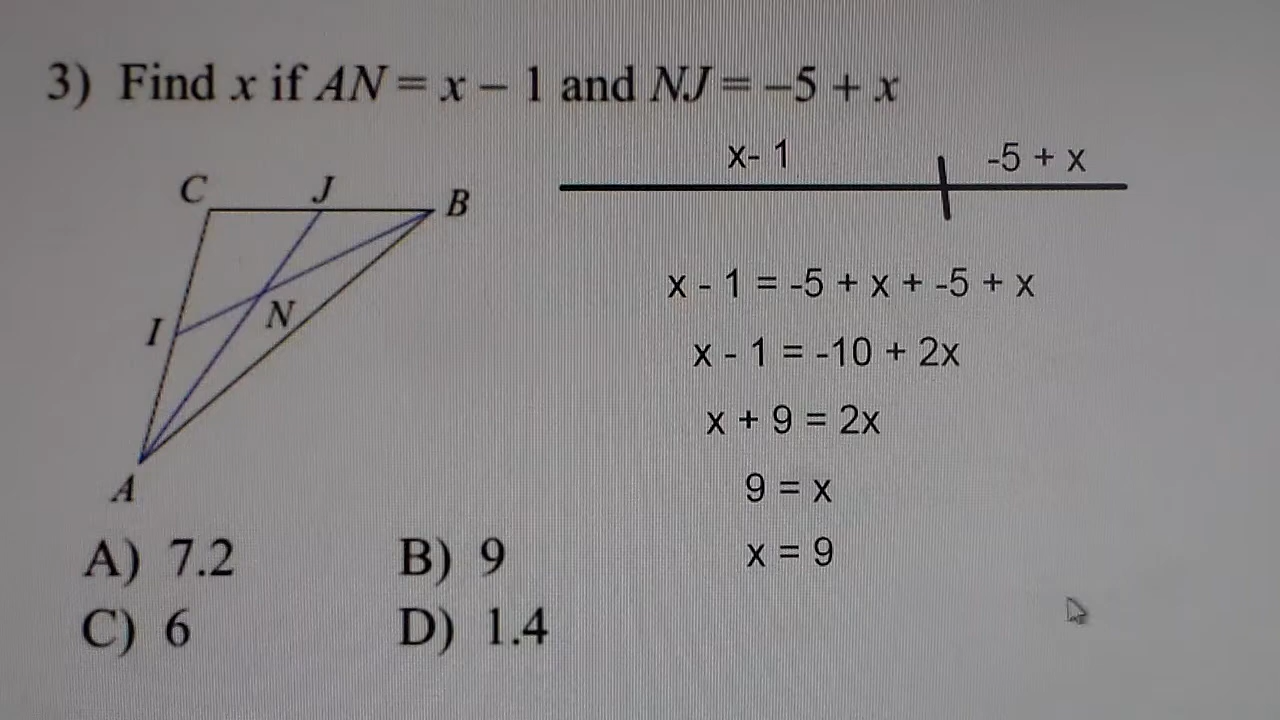 3) Find x if AN = x – 1 and NJ = –5 + x
x- 1
-5 + x
C
J
B
x - 1 = -5 + x + -5 + x
I
N
x - 1 = -10 + 2x
x + 9 = 2x
A
9 = x
A) 7.2
B) 9
x = 9
C) 6
D) 1.4